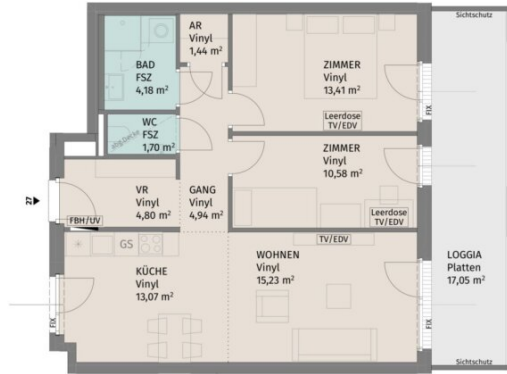 Sichtschutz
AR
Vinyl
1,44 m²
BAD
FSZ
4,18 m²
ZIMMER
Vinyl
13,41 m²
FIX
Leerdose
TV/EDV
WC
FSZ
1,70 m²
abg.Decke
ZIMMER
Vinyl
10,58 m²
27
VR
Vinyl
4,80 m²
GANG
Vinyl
4,94 m²
FBH/UV
Leerdose
TV/EDV
GS
TV/EDV
KÜCHE
Vinyl
13,07 m²
WOHNEN
Vinyl
15,23 m²
LOGGIA
Platten
17,05 m²
FIX
FIX
Sichtschutz